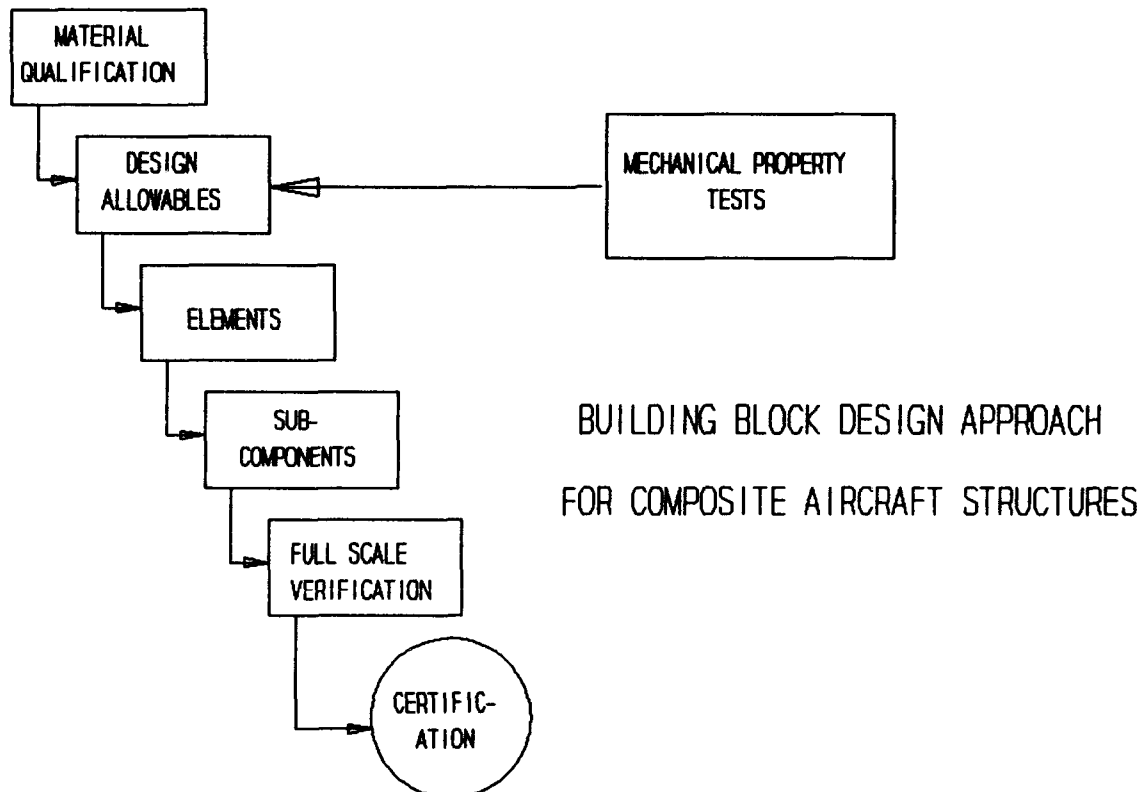 MATERIAL
QUALIFICATION
DESIGN
ALLOWABLES
MECHANICAL PROPERTY
TESTS
ELEMENTS
SUB-
COMPONENTS
BUILDING BLOCK DESIGN APPROACH
FOR COMPOSITE AIRCRAFT STRUCTURES
FULL SCALE
VERIFICATION
CERTIFIC-
ATION